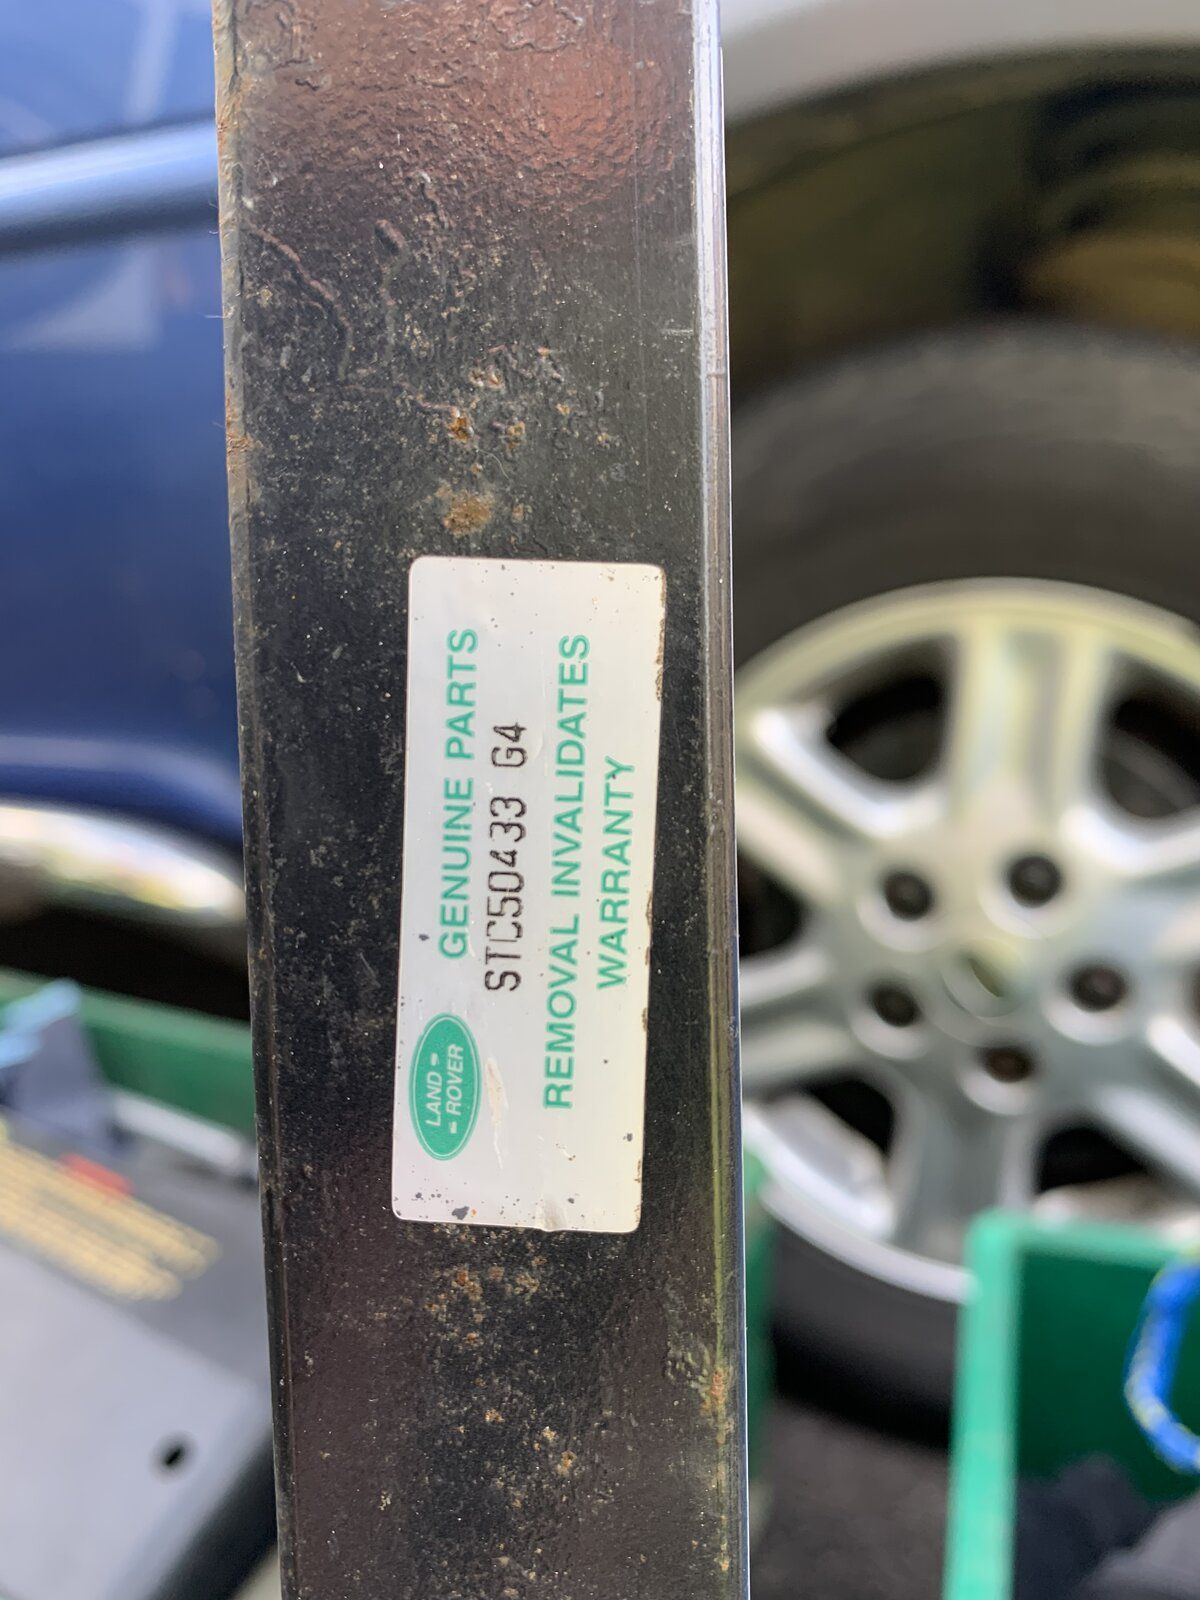 GENUINE PARTS
STC50433 G4
REMOVAL INVALIDATES
WARRANTY
LAND
ROVER